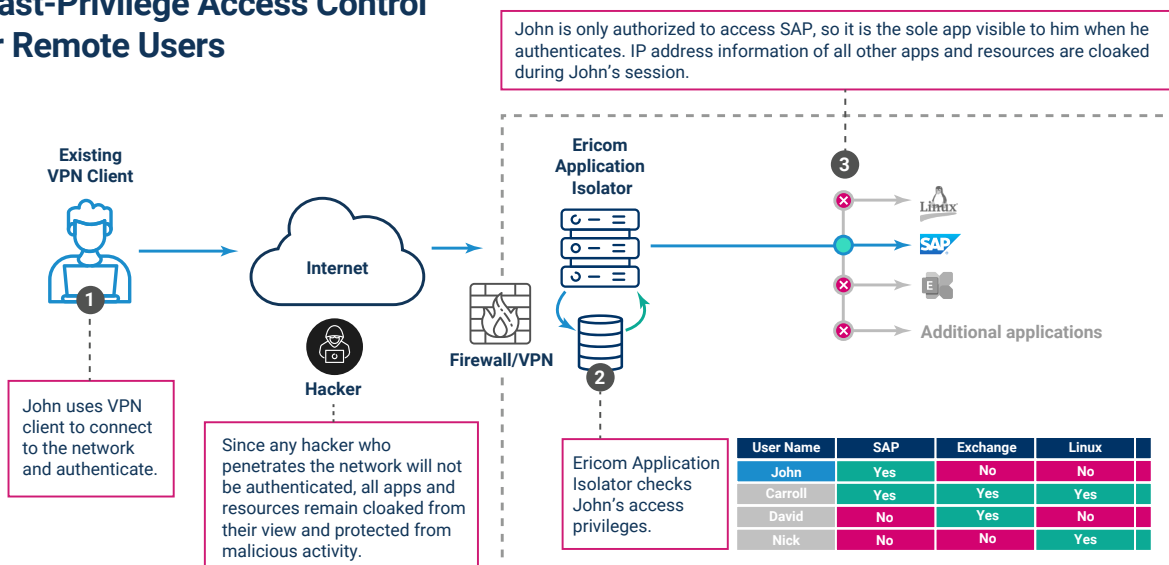 ast-Privilege Access Control
r Remote Users
John is only authorized to access SAP, so it is the sole app visible to him when he
authenticates. IP address information of all other apps and resources are cloaked
during John's session.
Existing
VPN Client
Ericom
Application
Isolator
3
Linux
SAP
Internet
E
1
Additional applications
Firewall/VPN
2
Hacker
John uses VPN
client to connect
to the network
and authenticate.
Since any hacker who
penetrates the network will not
be authenticated, all apps and
resources remain cloaked from
their view and protected from
malicious activity.
Ericom Application
Isolator checks
John's access
privileges.
User Name SAP Exchange Linux
John Yes No No
Carroll Yes Yes Yes
David No Yes No
Nick No No Yes